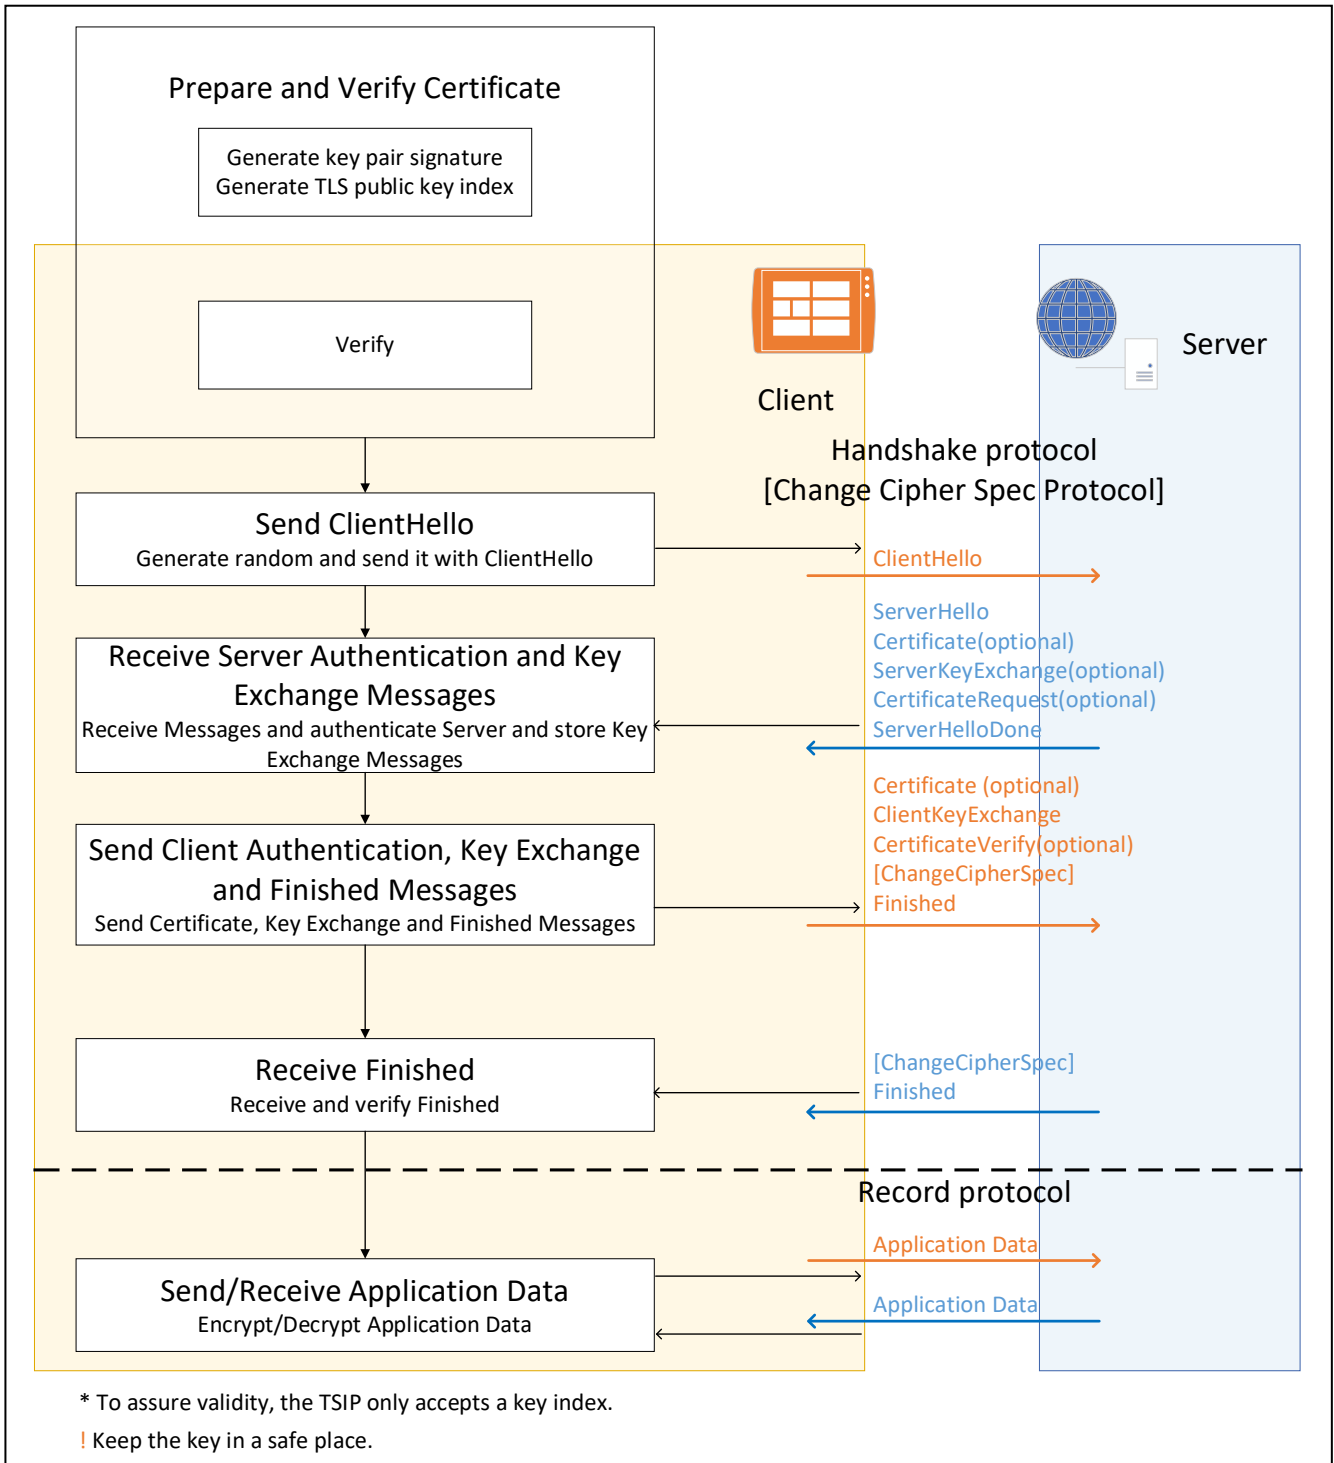 Prepare and Verify Certificate
Generate key pair signature
Generate TLS public key index
Verify
Client
Server
Handshake protocol
[Change Cipher Spec Protocol]
Send ClientHello
Generate random and send it with ClientHello
ClientHello
Receive Server Authentication and Key
Exchange Messages
Receive Messages and authenticate Server and store Key
Exchange Messages
ServerHello
Certificate(optional)
ServerKeyExchange(optional)
CertificateRequest(optional)
ServerHelloDone
Send Client Authentication, Key Exchange
and Finished Messages
Send Certificate, Key Exchange and Finished Messages
Certificate (optional)
ClientKeyExchange
CertificateVerify(optional)
[ChangeCipherSpec]
Finished
Receive Finished
Receive and verify Finished
[ChangeCipherSpec]
Finished
Record protocol
Send/Receive Application Data
Encrypt/Decrypt Application Data
Application Data
Application Data
* To assure validity, the TSIP only accepts a key index.
! Keep the key in a safe place.